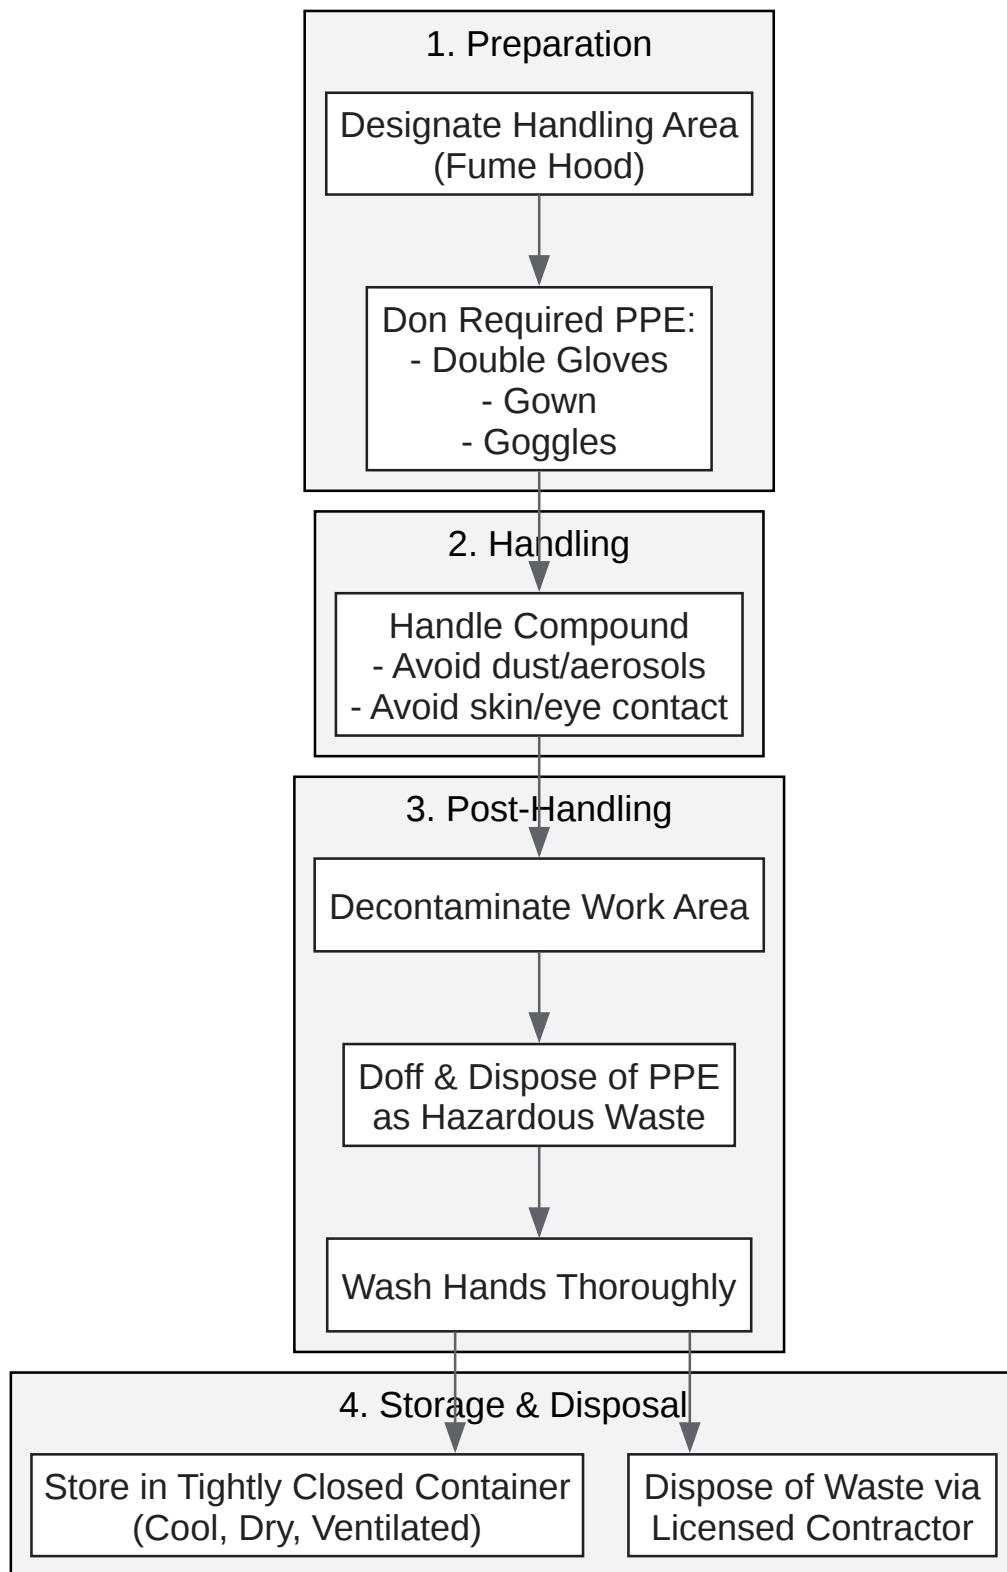 1. Preparation
Designate Handling Area
(Fume Hood)
Don Required PPE:
- Double Gloves
- Gown
- Goggles
2. Handling
Handle Compound
- Avoid dust/aerosols
- Avoid skin/eye contact
3. Post-Handling
Decontaminate Work Area
Doff & Dispose of PPE
as Hazardous Waste
Wash Hands Thoroughly
4. Storage & Disposal
Store in Tightly Closed Container
(Cool, Dry, Ventilated)
Dispose of Waste via
Licensed Contractor